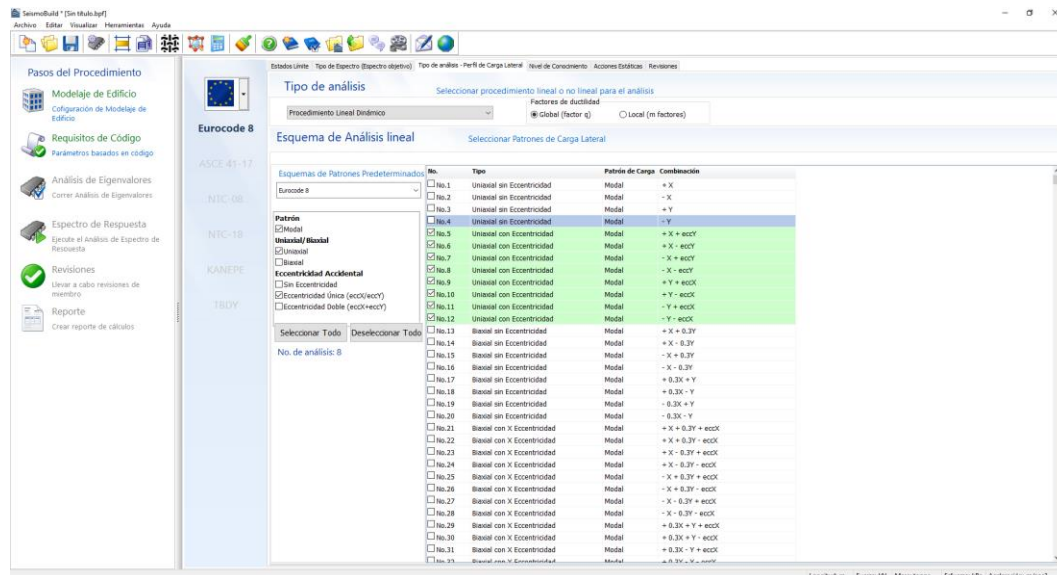 SeismoBuild * [Sin título.bpf]
Archivo Editar Visualizar Herramientas Ayuda
Pasos del Procedimiento
Modelaje de Edificio
Cofiguración de Modelaje de
Edificio
Requisitos de Código
Parámetros basados en código
Análisis de Eigenvalores
Correr Análisis de Eigenvalores
Espectro de Respuesta
Ejecute el Análisis de Espectro de
Respuesta
Revisiones
Llevar a cabo revisiones de
miembro
Reporte
Crear reporte de cálculos
Eurocode 8
ASCE 41-17
NTC-08
NTC-18
KANEPE
TBDY
Estados Límite Tipo de Espectro (Espectro objetivo) Tipo de análisis - Perfil de Carga Lateral Nivel de Conocimiento Acciones Estáticas Revisiones
Tipo de análisis
Seleccionar procedimiento lineal o no lineal para el análisis
Procedimiento Lineal Dinámico
Factores de ductilidad
Global (factor q) Local (m factores)
Esquema de Análisis lineal
Seleccionar Patrones de Carga Lateral
Esquemas de Patrones Predeterminados
Eurocode 8
Patrón
Modal
Uniaxial/Biaxial
Uniaxial
Biaxial
Eccentricidad Accidental
Sin Eccentricidad
Eccentricidad Única (eccX/eccY)
Eccentricidad Doble (eccX+eccY)
Seleccionar Todo Deseleccionar Todo
No. de análisis: 8
No. Tipo Patrón de Carga Combinación
No.1 Uniaxial sin Eccentricidad Modal + X
No.2 Uniaxial sin Eccentricidad Modal - X
No.3 Uniaxial sin Eccentricidad Modal + Y
No.4 Uniaxial sin Eccentricidad Modal - Y
No.5 Uniaxial con Eccentricidad Modal + X + eccY
No.6 Uniaxial con Eccentricidad Modal + X - eccY
No.7 Uniaxial con Eccentricidad Modal - X + eccY
No.8 Uniaxial con Eccentricidad Modal - X - eccY
No.9 Uniaxial con Eccentricidad Modal + Y + eccX
No.10 Uniaxial con Eccentricidad Modal + Y - eccX
No.11 Uniaxial con Eccentricidad Modal - Y + eccX
No.12 Uniaxial con Eccentricidad Modal - Y - eccX
No.13 Biaxial sin Eccentricidad Modal + X + 0.3Y
No.14 Biaxial sin Eccentricidad Modal + X - 0.3Y
No.15 Biaxial sin Eccentricidad Modal - X + 0.3Y
No.16 Biaxial sin Eccentricidad Modal - X - 0.3Y
No.17 Biaxial sin Eccentricidad Modal + 0.3X + Y
No.18 Biaxial sin Eccentricidad Modal + 0.3X - Y
No.19 Biaxial sin Eccentricidad Modal - 0.3X + Y
No.20 Biaxial sin Eccentricidad Modal - 0.3X - Y
No.21 Biaxial con X Eccentricidad Modal + X + 0.3Y + eccX
No.22 Biaxial con X Eccentricidad Modal + X + 0.3Y - eccX
No.23 Biaxial con X Eccentricidad Modal + X - 0.3Y + eccX
No.24 Biaxial con X Eccentricidad Modal + X - 0.3Y - eccX
No.25 Biaxial con X Eccentricidad Modal - X + 0.3Y + eccX
No.26 Biaxial con X Eccentricidad Modal - X + 0.3Y - eccX
No.27 Biaxial con X Eccentricidad Modal - X - 0.3Y + eccX
No.28 Biaxial con X Eccentricidad Modal - X - 0.3Y - eccX
No.29 Biaxial con X Eccentricidad Modal + 0.3X + Y + eccX
No.30 Biaxial con X Eccentricidad Modal + 0.3X + Y - eccX
No.31 Biaxial con X Eccentricidad Modal + 0.3X - Y + eccX
No.32 Biaxial con X Eccentricidad Modal + 0.3X - Y - eccX